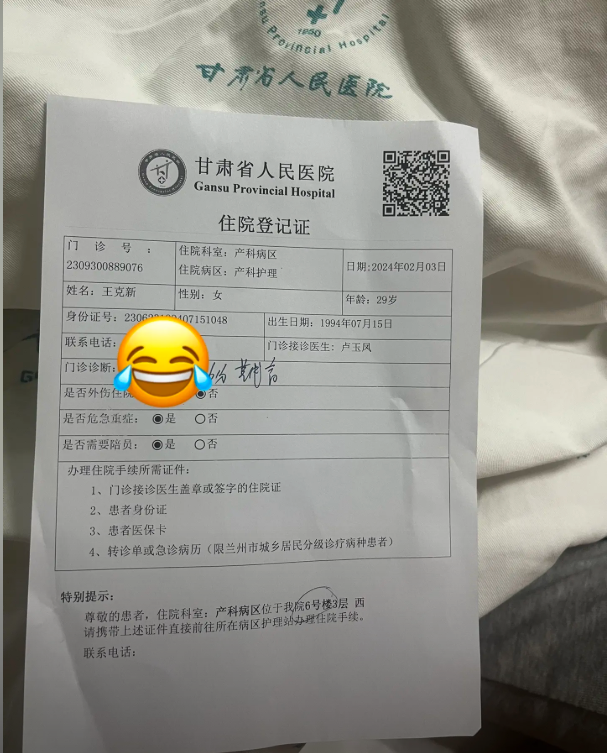 Gansu Provincial Hospital
1950
甘肃省人民医院
甘肃省人民医院
Gansu Provincial Hospital
住院登记证
门诊号：
2309300889076
住院科室：产科病区
住院病区：产科护理
日期:2024年02月03日
姓名：王克新
性别：女
年龄：29岁
身份证号：2306
07151048
出生日期：1994年07月15日
联系电话：
门诊接诊医生：卢玉凤
门诊诊断：
是否外伤住院
否
是否危急重症： 是 否
是否需要陪员： 是 否
办理住院手续所需证件：
1、门诊接诊医生盖章或签字的住院证
2、患者身份证
3、患者医保卡
4、转诊单或急诊病历（限兰州市城乡居民分级诊疗病种患者）
特别提示：
尊敬的患者，住院科室：产科病区位于我院6号楼3层 西
请携带上述证件直接前往所在病区护理站办理住院手续。
联系电话：